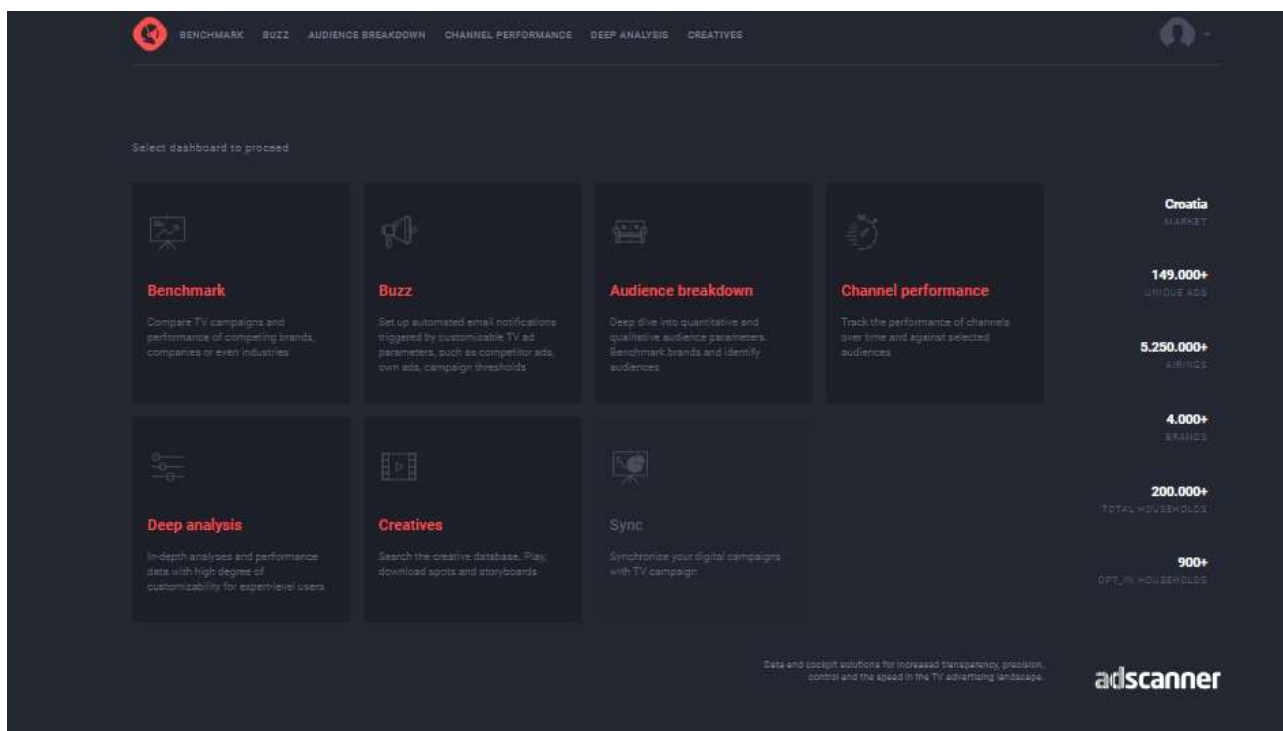 BENCHMARK BUZZ AUDIENCE BREAKDOWN CHANNEL PERFORMANCE DEEP ANALYSIS CREATIVES
Select dashboard to proceed
Benchmark
Compare TV campaigns and
performance of competing brands,
companies or even industries
Buzz
Set up automated email notifications
triggered by customizable TV ad
parameters, such as competitor ads,
own ads, campaign thresholds
Audience breakdown
Deep dive into quantitative and
qualitative audience parameters.
Benchmark brands and identify
audiences
Channel performance
Track the performance of channels
over time and against selected
audiences
Deep analysis
In-depth analyses and performance
data with high degree of
customizability for expert-level users
Creatives
Search the creative database. Play,
download spots and storyboards
Sync
Synchronize your digital campaigns
with TV campaign
Croatia
MARKET
149.000+
UNIQUE ADS
5.250.000+
AIRINGS
4.000+
BRANDS
200.000+
TOTAL HOUSEHOLDS
900+
OPT_IN HOUSEHOLDS
Data and cockpit solutions for increased transparency, precision,
control and the speed in the TV advertising landscape.
adscanner